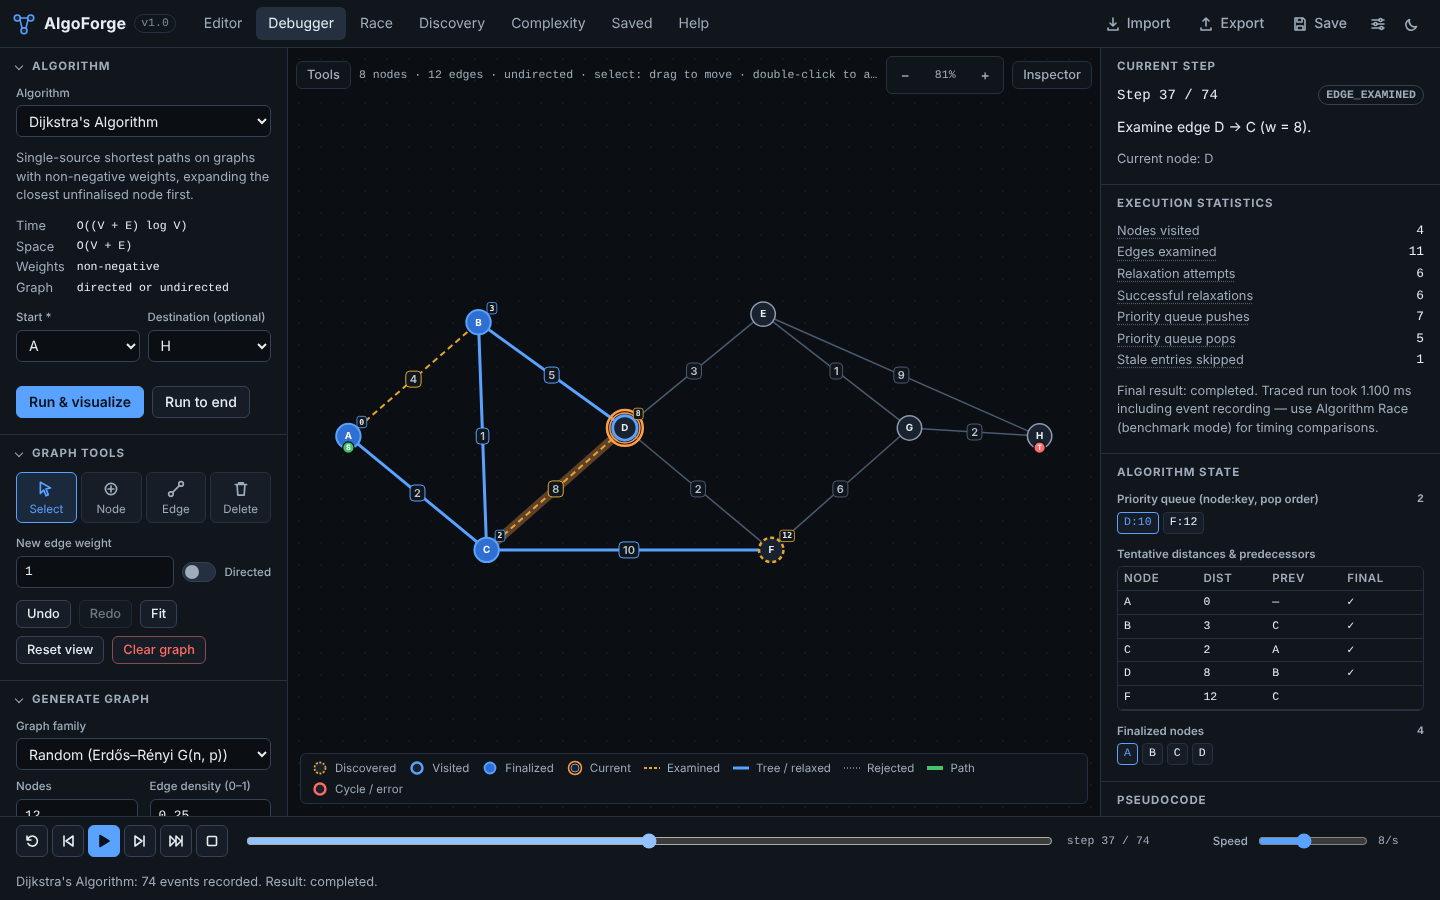 AlgoForge v1.0 Editor Debugger Race Discovery Complexity Saved Help Import Export Save
ALGORITHM
Algorithm
Dijkstra's Algorithm
Single-source shortest paths on graphs
with non-negative weights, expanding the
closest unfinalised node first.
Time O((V + E) log V)
Space O(V + E)
Weights non-negative
Graph directed or undirected
Start * Destination (optional)
A H
Run & visualize Run to end
GRAPH TOOLS
Select Node Edge Delete
New edge weight
1 Directed
Undo Redo Fit
Reset view Clear graph
GENERATE GRAPH
Graph family
Random (Erdős–Rényi G(n, p))
Nodes Edge density (0–1)
12 0.25
Tools 8 nodes · 12 edges · undirected · select: drag to move · double-click to a… − 81% + Inspector
3
B E
4 5 3 1 9
0 8
A S 1 D G 2 H T
2 8 2 6
2 12
C 10 F
Discovered Visited Finalized Current Examined Tree / relaxed Rejected Path
Cycle / error
CURRENT STEP
Step 37 / 74 EDGE_EXAMINED
Examine edge D → C (w = 8).
Current node: D
EXECUTION STATISTICS
Nodes visited 4
Edges examined 11
Relaxation attempts 6
Successful relaxations 6
Priority queue pushes 7
Priority queue pops 5
Stale entries skipped 1
Final result: completed. Traced run took 1.100 ms
including event recording — use Algorithm Race
(benchmark mode) for timing comparisons.
ALGORITHM STATE
Priority queue (node:key, pop order) 2
D:10 F:12
Tentative distances & predecessors
NODE DIST PREV FINAL
A 0 — ✓
B 3 C ✓
C 2 A ✓
D 8 B ✓
F 12 C
Finalized nodes 4
A B C D
PSEUDOCODE
step 37 / 74 Speed 8/s
Dijkstra's Algorithm: 74 events recorded. Result: completed.